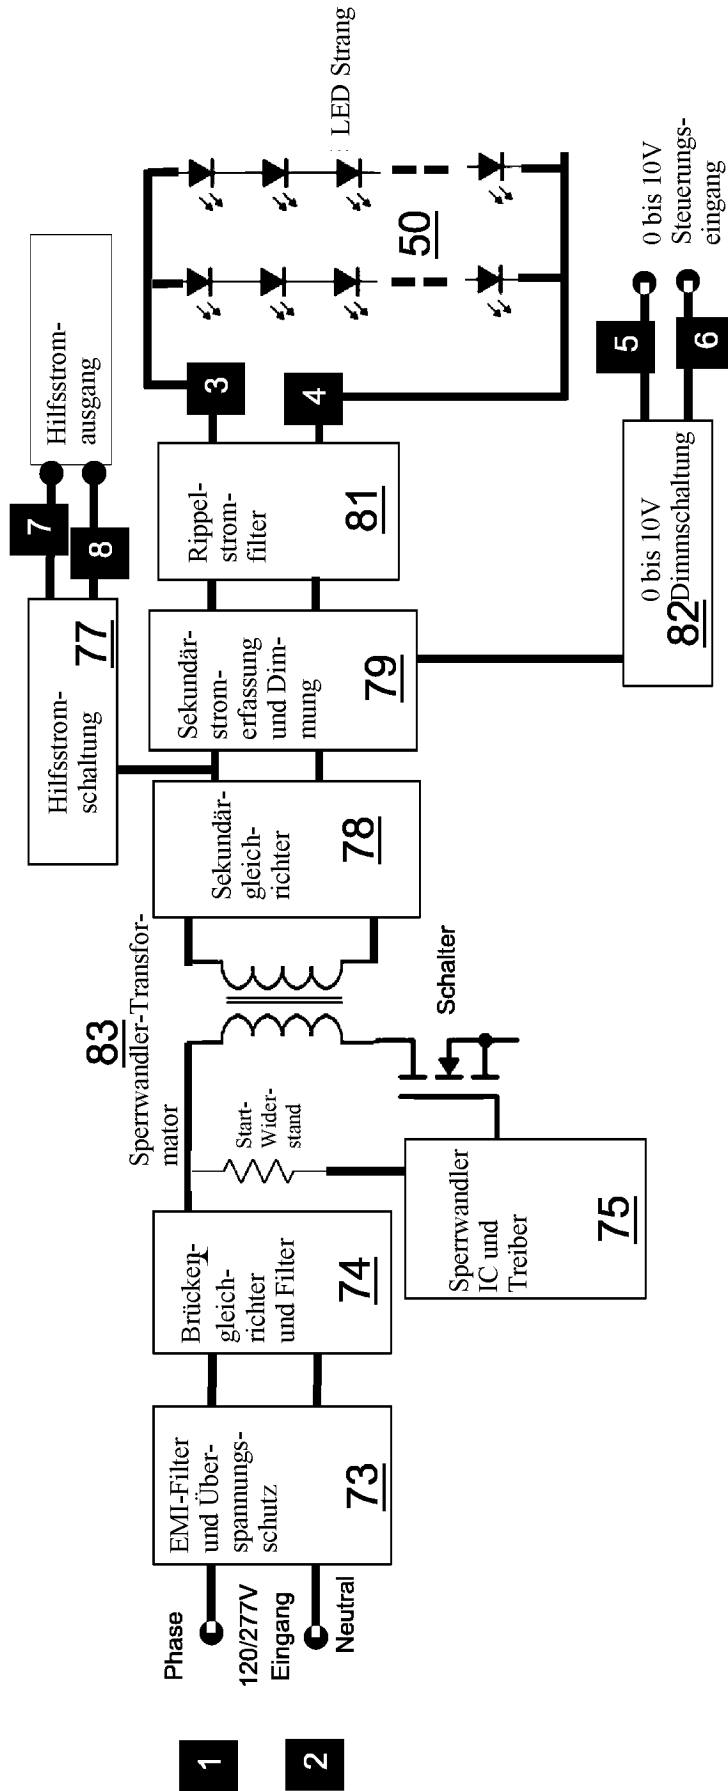 1
2
Phase
120/277V
Eingang
Neutral
EMI-Filter
und Über-
spannungs-
schutz
73
Brücken-
gleich-
richter
und Filter
74
83
Sperrwandler-Transfor-
mator
Start-
Wider-
stand
Sperrwandler
IC und
Treiber
75
Schalter
Sekundär-
gleich-
richter
78
Hilfsstrom-
schaltung
77
7
8
Hilfsstrom-
ausgang
Sekundär-
strom-
erfassung
und Dim-
mung
79
Rippel-
strom-
filter
81
3
4
LED Strang
50
0 bis 10V
Dimmschaltung
82
5
6
0 bis 10V
Steuerungs-
eingang